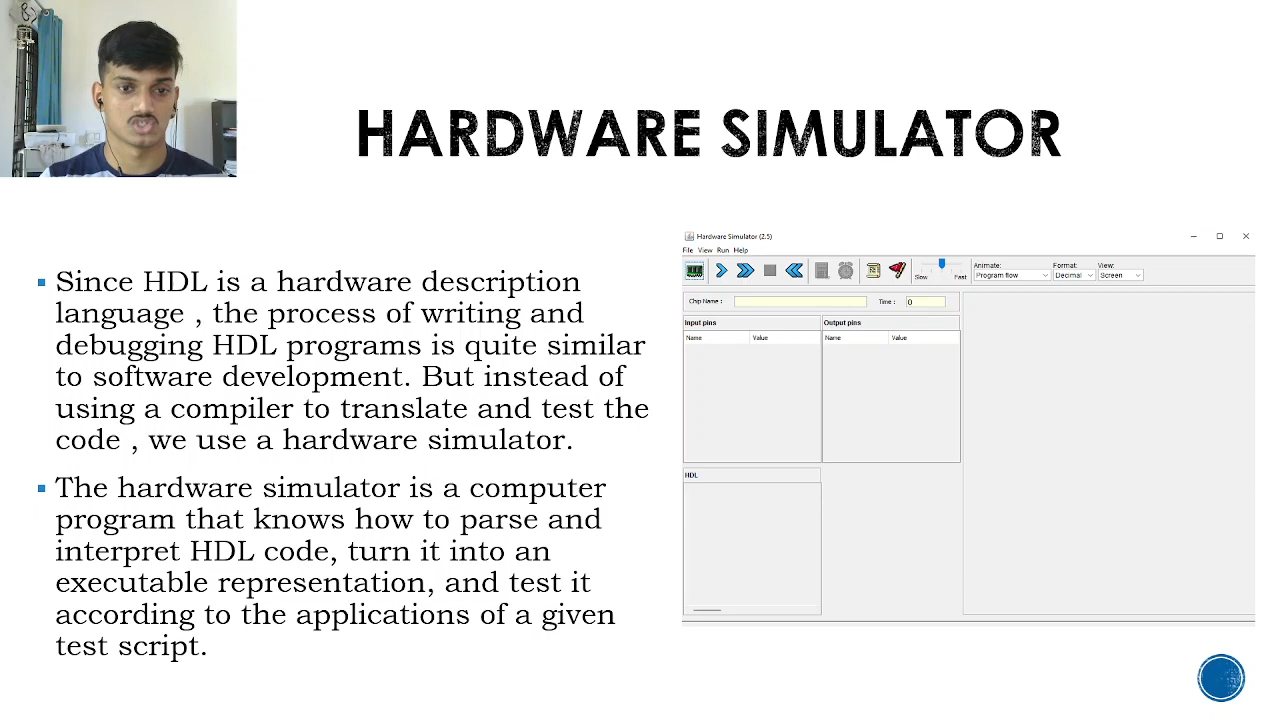 HARDWARE SIMULATOR
Since HDL is a hardware description
language , the process of writing and
debugging HDL programs is quite similar
to software development. But instead of
using a compiler to translate and test the
code , we use a hardware simulator.
The hardware simulator is a computer
program that knows how to parse and
interpret HDL code, turn it into an
executable representation, and test it
according to the applications of a given
test script.
Hardware Simulator (2.5)
File View Run Help
Slow Fast
Animate:
Program flow
Format:
Decimal
View:
Screen
Chip Name :
Time : 0
Input pins
Name Value
Output pins
Name Value
HDL